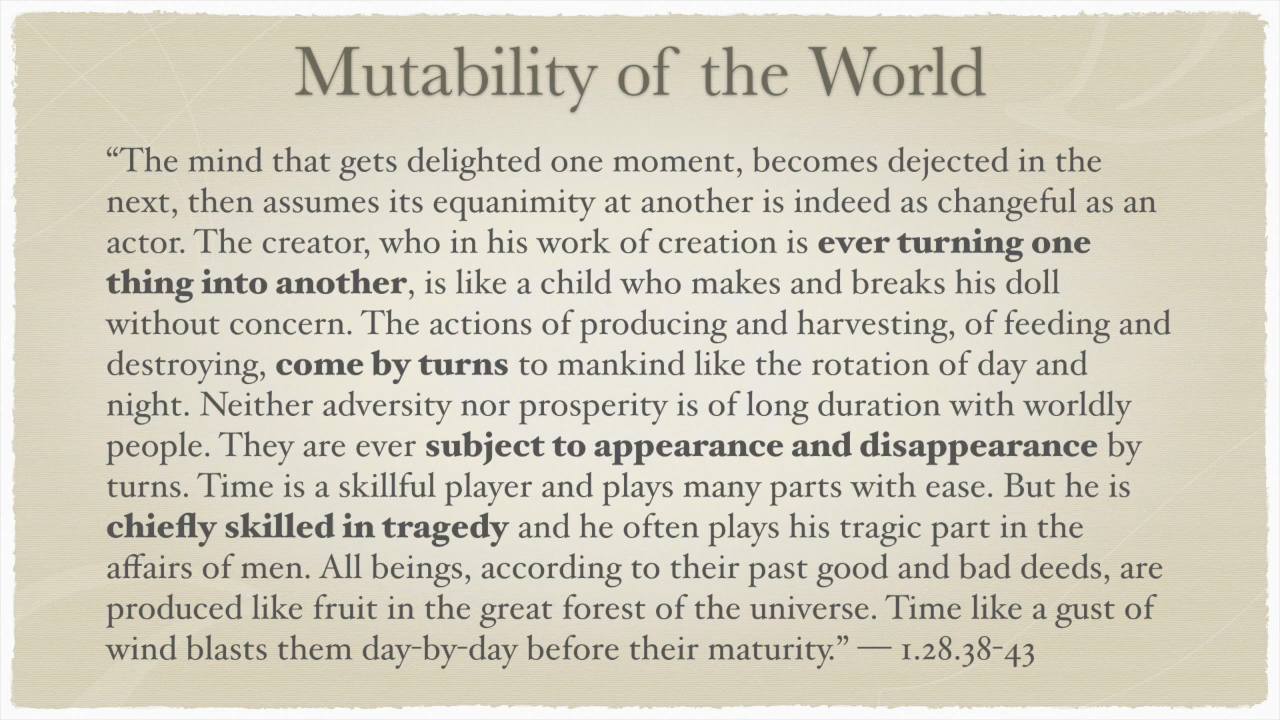 Mutability of the World
“The mind that gets delighted one moment, becomes dejected in the
next, then assumes its equanimity at another is indeed as changeful as an
actor. The creator, who in his work of creation is ever turning one
thing into another, is like a child who makes and breaks his doll
without concern. The actions of producing and harvesting, of feeding and
destroying, come by turns to mankind like the rotation of day and
night. Neither adversity nor prosperity is of long duration with worldly
people. They are ever subject to appearance and disappearance by
turns. Time is a skillful player and plays many parts with ease. But he is
chiefly skilled in tragedy and he often plays his tragic part in the
affairs of men. All beings, according to their past good and bad deeds, are
produced like fruit in the great forest of the universe. Time like a gust of
wind blasts them day-by-day before their maturity.” — 1.28.38-43